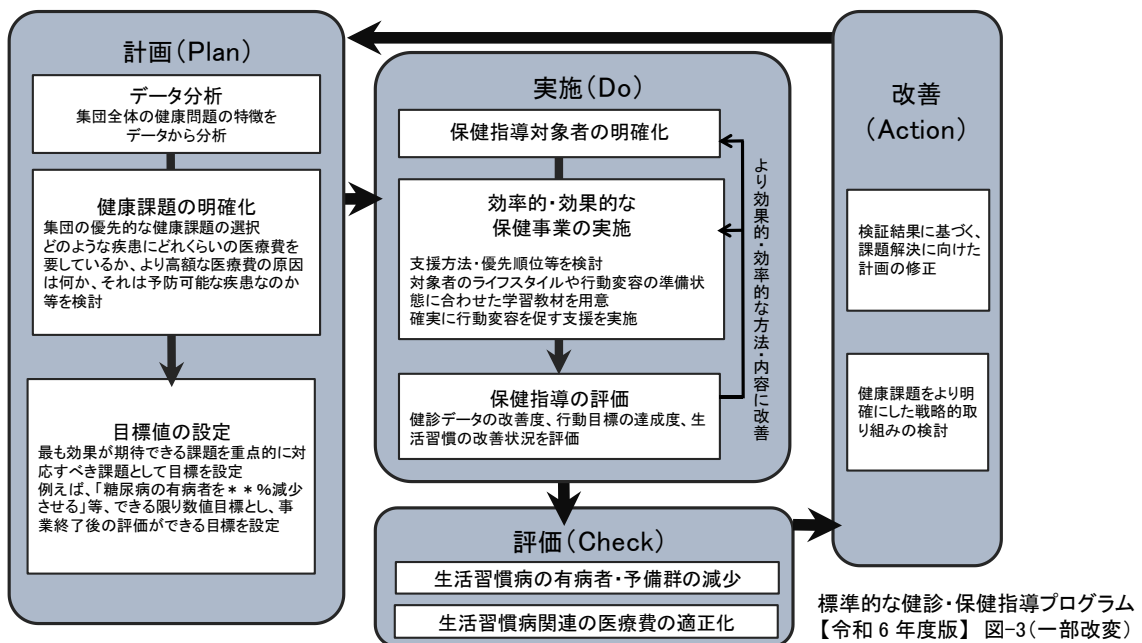 計画(Plan)
データ分析
集団全体の健康問題の特徴を
データから分析
健康課題の明確化
集団の優先的な健康課題の選択
どのような疾患にどれくらいの医療費を
要しているか、より高額な医療費の原因
は何か、それは予防可能な疾患なのか
等を検討
目標値の設定
最も効果が期待できる課題を重点的に対
応すべき課題として目標を設定
例えば、「糖尿病の有病者を**%減少
させる」等、できる限り数値目標とし、事
業終了後の評価ができる目標を設定
実施(Do)
保健指導対象者の明確化
効率的・効果的な
保健事業の実施
支援方法・優先順位等を検討
対象者のライフスタイルや行動変容の準備状
態に合わせた学習教材を用意
確実に行動変容を促す支援を実施
保健指導の評価
健診データの改善度、行動目標の達成度、生
活習慣の改善状況を評価
より効果的・効率的な方法・内容に改善
評価(Check)
生活習慣病の有病者・予備群の減少
生活習慣病関連の医療費の適正化
改善
(Action)
検証結果に基づく、
課題解決に向けた
計画の修正
健康課題をより明
確にした戦略的取
り組みの検討
標準的な健診・保健指導プログラム
【令和6年度版】 図-3(一部改変)